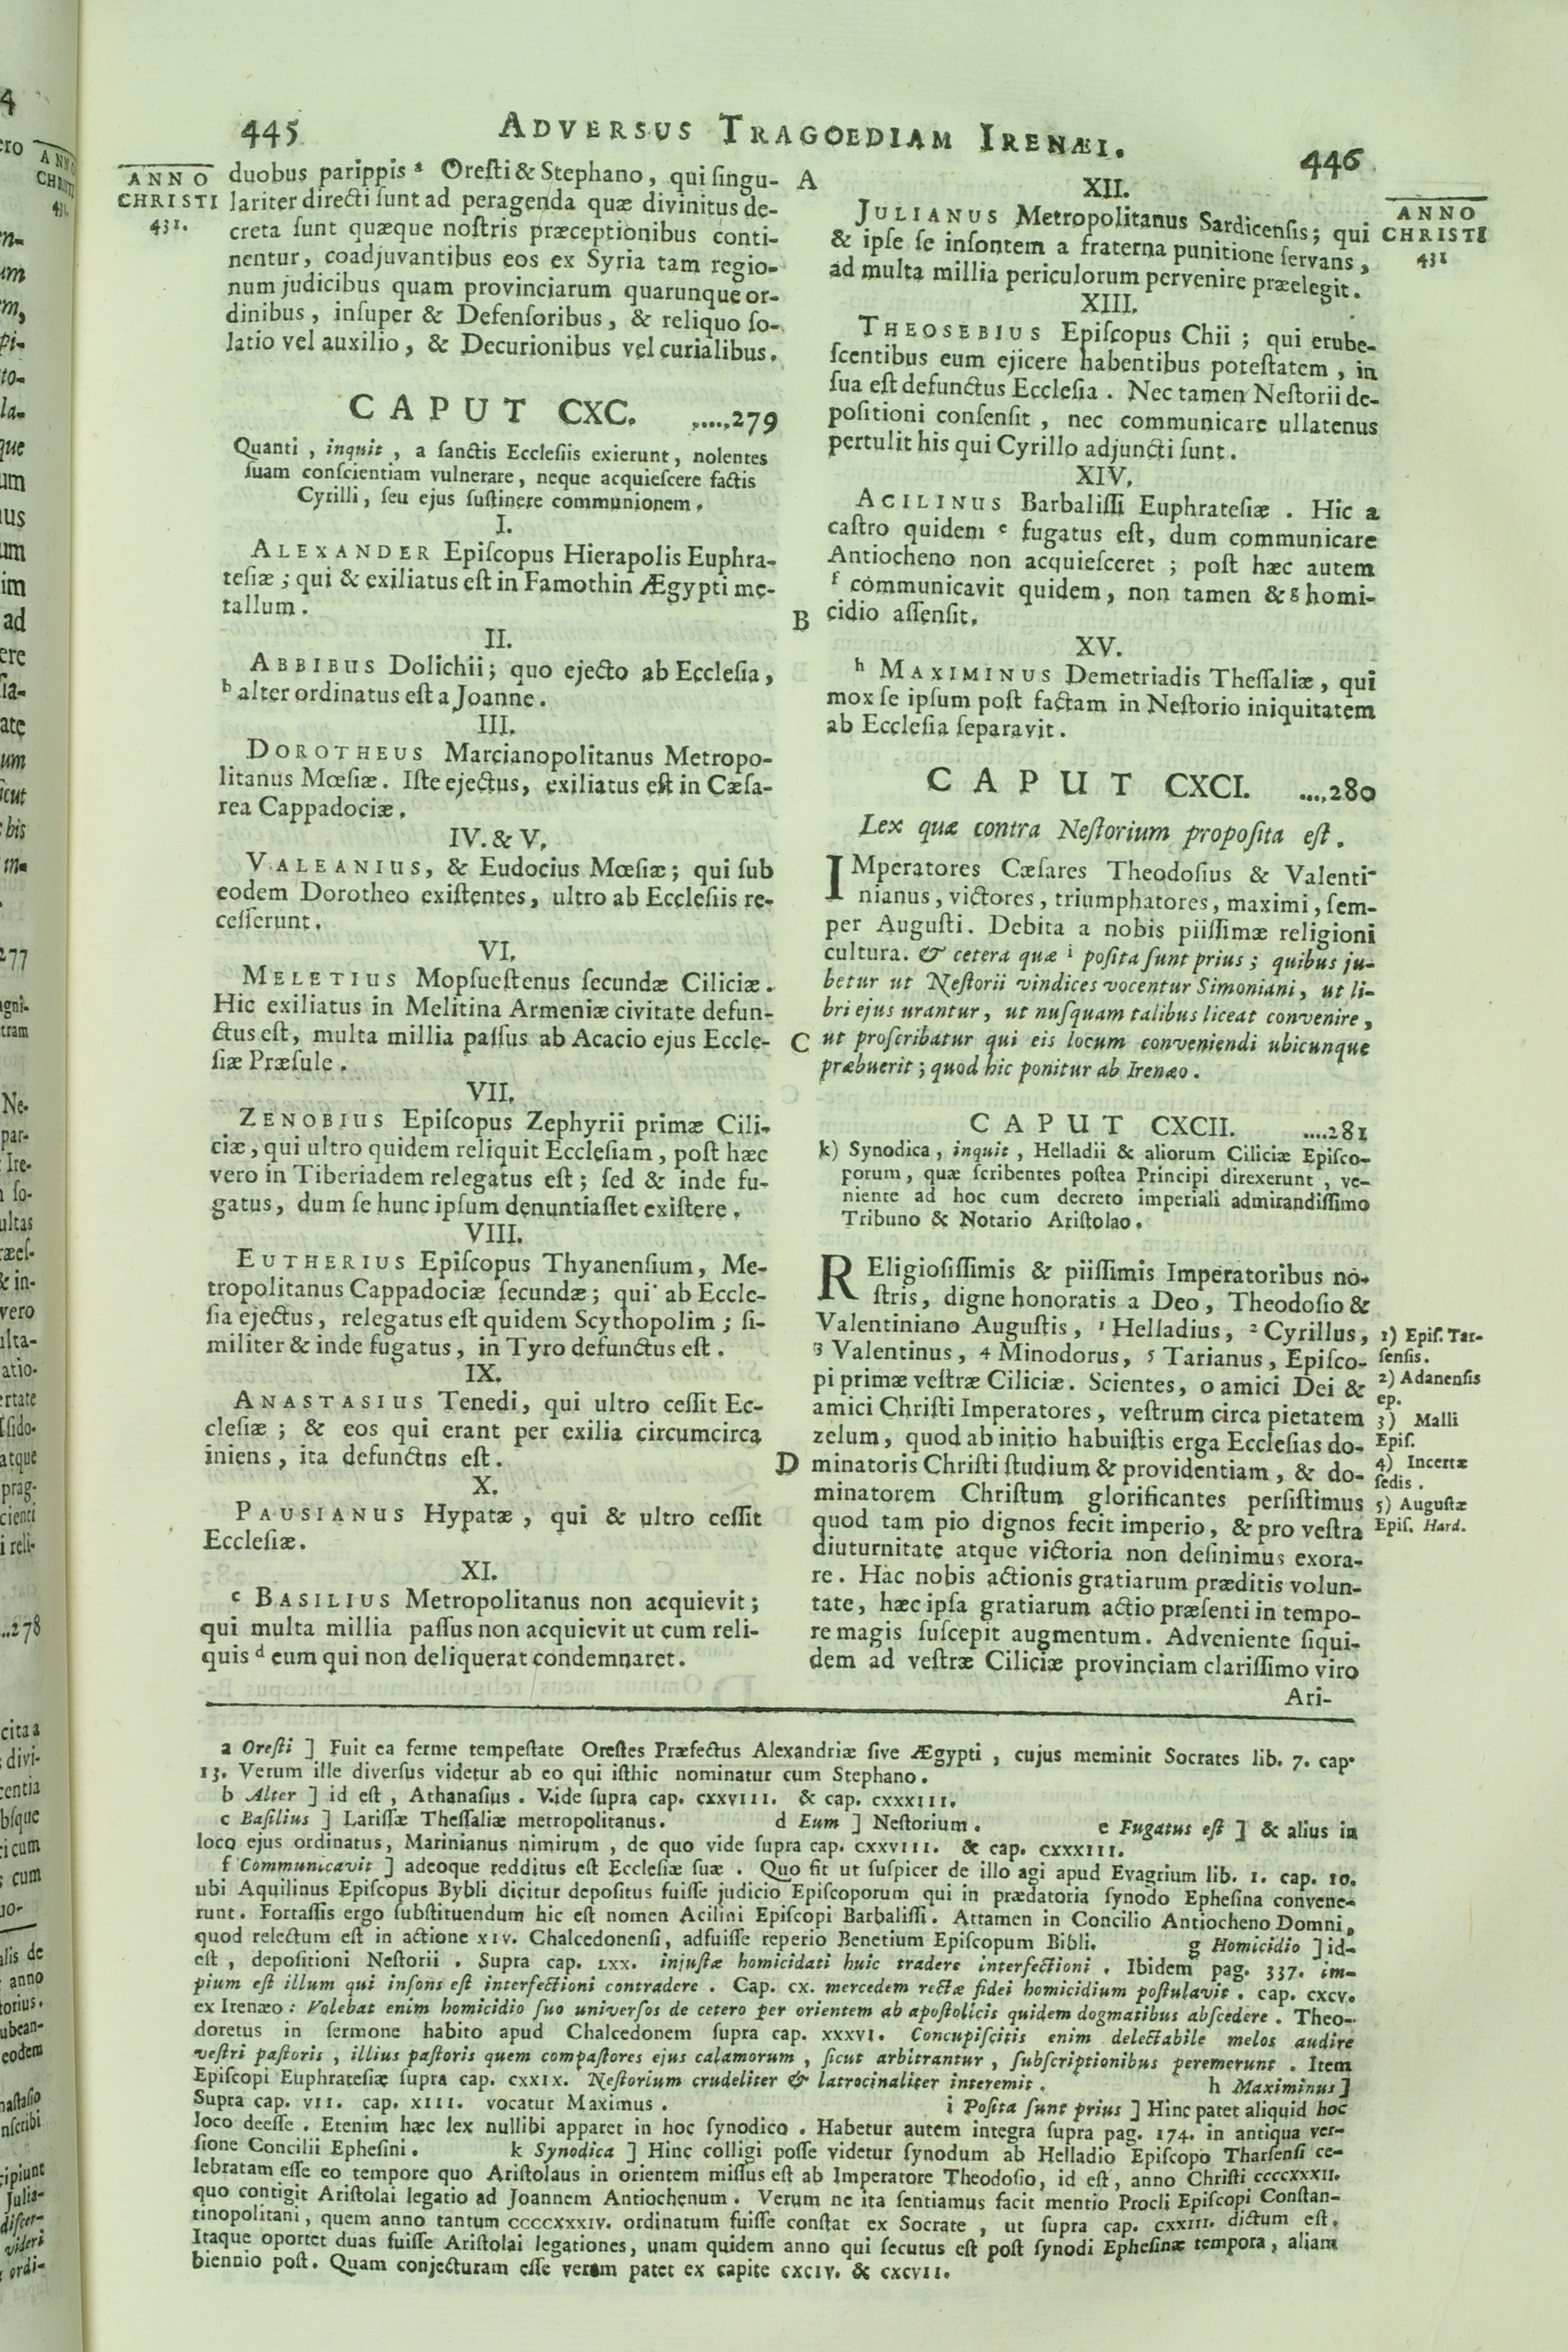 445
ADVERSUS TRAGOEDIAM IRENÆI.
446
ANNO
CHRISTI
431.
duobus parippis ª Oreſti & Stephano, qui ſingu-
lariter directi ſunt ad peragenda quæ divinitus de-
creta ſunt quæque noſtris præceptionibus conti-
nentur, coadjuvantibus eos ex Syria tam regio-
num judicibus quam provinciarum quarunque or-
dinibus, inſuper & Defenſoribus, & reliquo ſo-
latio vel auxilio, & Decurionibus vel curialibus.
CAPUT CXC. .....279
Quanti, inquit, a ſanctis Eccleſiis exierunt, nolentes
ſuam conſcientiam vulnerare, neque acquieſcere factis
Cyrilli, ſeu ejus ſuſtinere communionem.
I.
ALEXANDER Epiſcopus Hierapolis Euphra-
teſiæ; qui & exiliatus eſt in Famothin Ægypti me-
tallum.
II.
ABBIBUS Dolichii; quo ejecto ab Eccleſia,
ᵇ alter ordinatus eſt a Joanne.
III.
DOROTHEUS Marcianopolitanus Metropo-
litanus Mœſiæ. Iſte ejectus, exiliatus eſt in Cæſa-
rea Cappadociæ.
IV. & V.
VALEANIUS, & Eudocius Mœſiæ; qui ſub
eodem Dorotheo exiſtentes, ultro ab Eccleſiis re-
ceſſerunt.
VI.
MELETIUS Mopſueſtenus ſecundæ Ciliciæ.
Hic exiliatus in Melitina Armeniæ civitate defun-
ctus eſt, multa millia paſſus ab Acacio ejus Eccle-
ſiæ Præſule.
VII.
ZENOBIUS Epiſcopus Zephyrii primæ Cili-
ciæ, qui ultro quidem reliquit Eccleſiam, poſt hæc
vero in Tiberiadem relegatus eſt; ſed & inde fu-
gatus, dum ſe hunc ipſum denuntiaſſet exiſtere.
VIII.
EUTHERIUS Epiſcopus Thyanenſium, Me-
tropolitanus Cappadociæ ſecundæ; qui ab Eccle-
ſia ejectus, relegatus eſt quidem Scythopolim; ſi-
militer & inde fugatus, in Tyro defunctus eſt.
IX.
ANASTASIUS Tenedi, qui ultro ceſſit Ec-
cleſiæ; & eos qui erant per exilia circumcirca
iniens, ita defunctus eſt.
X.
PAUSIANUS Hypatæ, qui & ultro ceſſit
Eccleſiæ.
XI.
ᶜ BASILIUS Metropolitanus non acquievit;
qui multa millia paſſus non acquievit ut cum reli-
quis ᵈ eum qui non deliquerat condemnaret.
A
B
C
D
XII.
JULIANUS Metropolitanus Sardicenſis; qui
& ipſe ſe inſontem a fraterna punitione ſervans,
ad multa millia periculorum pervenire præelegit.
XIII.
THEOSEBIUS Epiſcopus Chii; qui erube-
ſcentibus eum ejicere habentibus poteſtatem, in
ſua eſt defunctus Eccleſia. Nec tamen Neſtorii de-
poſitioni conſenſit, nec communicare ullatenus
pertulit his qui Cyrillo adjuncti ſunt.
XIV.
ACILINUS Barbaliſſi Euphrateſiæ. Hic a
caſtro quidem ᵉ fugatus eſt, dum communicare
Antiocheno non acquieſceret; poſt hæc autem
ᶠ communicavit quidem, non tamen & ᵍ homi-
cidio aſſenſit.
XV.
ʰ MAXIMINUS Demetriadis Theſſaliæ, qui
mox ſe ipſum poſt factam in Neſtorio iniquitatem
ab Eccleſia ſeparavit.
CAPUT CXCI. ....280
Lex quæ contra Neſtorium propoſita eſt.
IMperatores Cæſares Theodoſius & Valenti-
nianus, victores, triumphatores, maximi, ſem-
per Auguſti. Debita a nobis piiſſimæ religioni
cultura. & cetera quæ ⁱ poſita ſunt prius; quibus ju-
betur ut Neſtorii vindices vocentur Simoniani, ut li-
bri ejus urantur, ut nuſquam talibus liceat convenire,
ut proſcribatur qui eis locum conveniendi ubicunque
præbuerit; quod hic ponitur ab Irenæo.
CAPUT CXCII. ....281
k) Synodica, inquit, Helladii & aliorum Ciliciæ Epiſco-
porum, quæ ſcribentes poſtea Principi direxerunt, ve-
niente ad hoc cum decreto imperiali admirandiſſimo
Tribuno & Notario Ariſtolao.
REligioſiſſimis & piiſſimis Imperatoribus no-
ſtris, digne honoratis a Deo, Theodoſio &
Valentiniano Auguſtis, ¹ Helladius, ² Cyrillus,
³ Valentinus, 4 Minodorus, 5 Tarianus, Epiſco-
pi primæ veſtræ Ciliciæ. Scientes, o amici Dei &
amici Chriſti Imperatores, veſtrum circa pietatem
zelum, quod ab initio habuiſtis erga Eccleſias do-
minatoris Chriſti ſtudium & providentiam, & do-
minatorem Chriſtum glorificantes perſiſtimus
quod tam pio dignos fecit imperio, & pro veſtra
diuturnitate atque victoria non deſinimus exora-
re. Hac nobis actionis gratiarum præditis volun-
tate, hæc ipſa gratiarum actio præſenti in tempo-
re magis ſuſcepit augmentum. Adveniente ſiqui-
dem ad veſtræ Ciliciæ provinciam clariſſimo viro
Ari-
ANNO
CHRISTI
431
1) Epiſ. Tar-
ſenſis.
2) Adanenſis
ep.
3) Malli
Epiſ.
4) Incertæ
ſedis.
5) Auguſtæ
Epiſ. Hard.
a Oreſti ] Fuit ea ferme tempeſtate Oreſtes Præfectus Alexandriæ ſive Ægypti, cujus meminit Socrates lib. 7. cap.
13. Verum ille diverſus videtur ab eo qui iſthic nominatur cum Stephano.
b Alter ] id eſt, Athanaſius. Vide ſupra cap. CXXVIII. & cap. CXXXIII.
c Baſilius ] Lariſſæ Theſſaliæ metropolitanus. d Eum ] Neſtorium. e Fugatus eſt ] & alius in
loco ejus ordinatus, Marinianus nimirum, de quo vide ſupra cap. CXXVIII. & cap. CXXXIII.
f Communicavit ] adeoque redditus eſt Eccleſiæ ſuæ. Quo fit ut ſuſpicer de illo agi apud Evagrium lib. 1. cap. 10.
ubi Aquilinus Epiſcopus Bybli dicitur depoſitus fuiſſe judicio Epiſcoporum qui in prædatoria ſynodo Epheſina convene-
runt. Fortaſſis ergo ſubſtituendum hic eſt nomen Acilini Epiſcopi Barbaliſſi. Attamen in Concilio Antiocheno Domni,
quod relectum eſt in actione XIV. Chalcedonenſi, adfuiſſe reperio Benetium Epiſcopum Bibli. g Homicidio ] id-
eſt, depoſitioni Neſtorii. Supra cap. LXX. injuſtæ homicidati huic tradere interfectioni. Ibidem pag. 337. im-
pium eſt illum qui inſons eſt interfectioni contradere. Cap. CX. mercedem rectæ fidei homicidium poſtulavit. cap. CXCV.
ex Irenæo: Volebat enim homicidio ſuo univerſos de cetero per orientem ab apoſtolicis quidem dogmatibus abſcedere. Theo-
doretus in ſermone habito apud Chalcedonem ſupra cap. XXXVI. Concupiſcitis enim delectabile melos audire
veſtri paſtoris, illius paſtoris quem compaſtores ejus calamorum, ſicut arbitrantur, ſubſcriptionibus peremerunt. Item
Epiſcopi Euphrateſiæ ſupra cap. CXXIX. Neſtorium crudeliter & latrocinaliter interemit. h Maximinus ]
Supra cap. VII. cap. XIII. vocatur Maximus. i Poſita ſunt prius ] Hinc patet aliquid hoc
loco deeſſe. Etenim hæc lex nullibi apparet in hoc ſynodico. Habetur autem integra ſupra pag. 174. in antiqua ver-
ſione Concilii Epheſini. k Synodica ] Hinc colligi poſſe videtur ſynodum ab Helladio Epiſcopo Tharſenſi ce-
lebratam eſſe eo tempore quo Ariſtolaus in orientem miſſus eſt ab Imperatore Theodoſio, id eſt, anno Chriſti CCCCXXXII.
quo contigit Ariſtolai legatio ad Joannem Antiochenum. Verum ne ita ſentiamus facit mentio Procli Epiſcopi Conſtan-
tinopolitani, quem anno tantum CCCCXXXIV. ordinatum fuiſſe conſtat ex Socrate, ut ſupra cap. CXXIII. dictum eſt.
Itaque oportet duas fuiſſe Ariſtolai legationes, unam quidem anno qui ſecutus eſt poſt ſynodi Epheſinæ tempora, aliam
biennio poſt. Quam conjecturam eſſe veram patet ex capite CXCIV. & CXCVII.